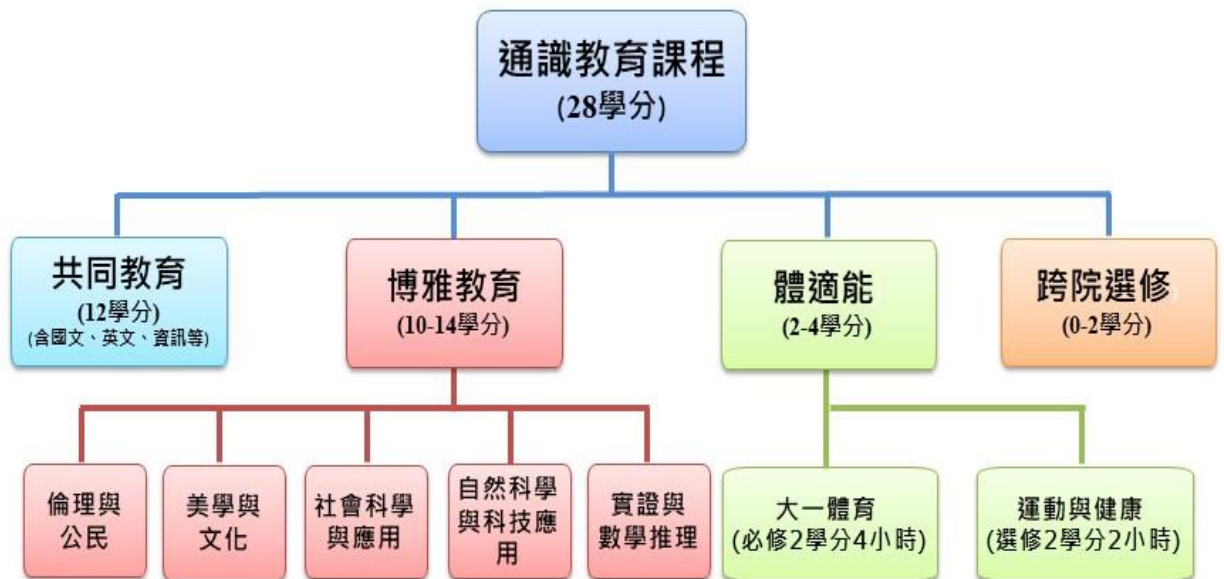 通識教育課程
(28學分)
共同教育
(12學分)
(含國文、英文、資訊等)
博雅教育
(10-14學分)
體適能
(2-4學分)
跨院選修
(0-2學分)
倫理與
公民
美學與
文化
社會科學
與應用
自然科學
與科技應
用
實證與
數學推理
大一體育
(必修2學分4小時)
運動與健康
(選修2學分2小時)